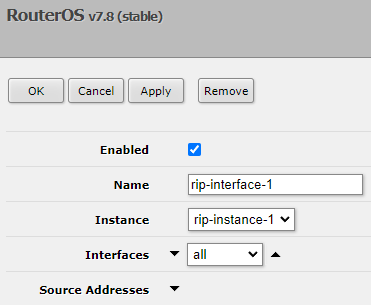 RouterOS v7.8 (stable)
OK Cancel Apply Remove
Enabled
Name rip-interface-1
Instance rip-instance-1
Interfaces all
Source Addresses